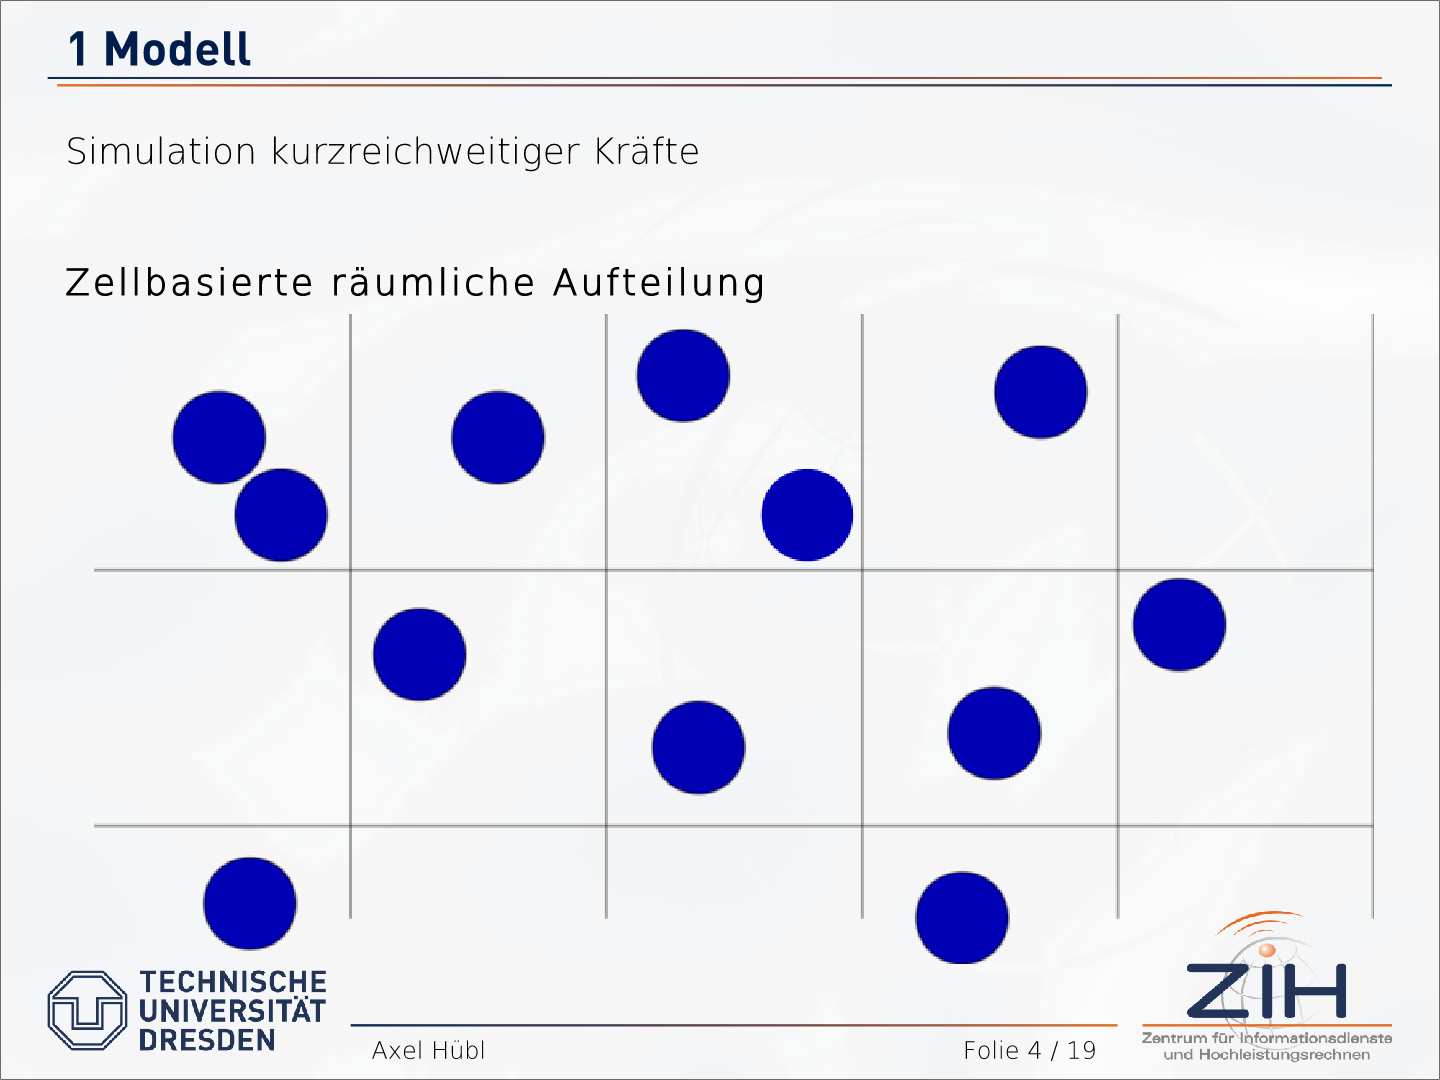 1 Modell
Simulation kurzreichweitiger Kräfte
Zellbasierte räumliche Aufteilung
TECHNISCHE
UNIVERSITÄT
DRESDEN
Axel Hübl
Folie 4 / 19
ZIH
Zentrum für Informationsdienste
und Hochleistungsrechnen